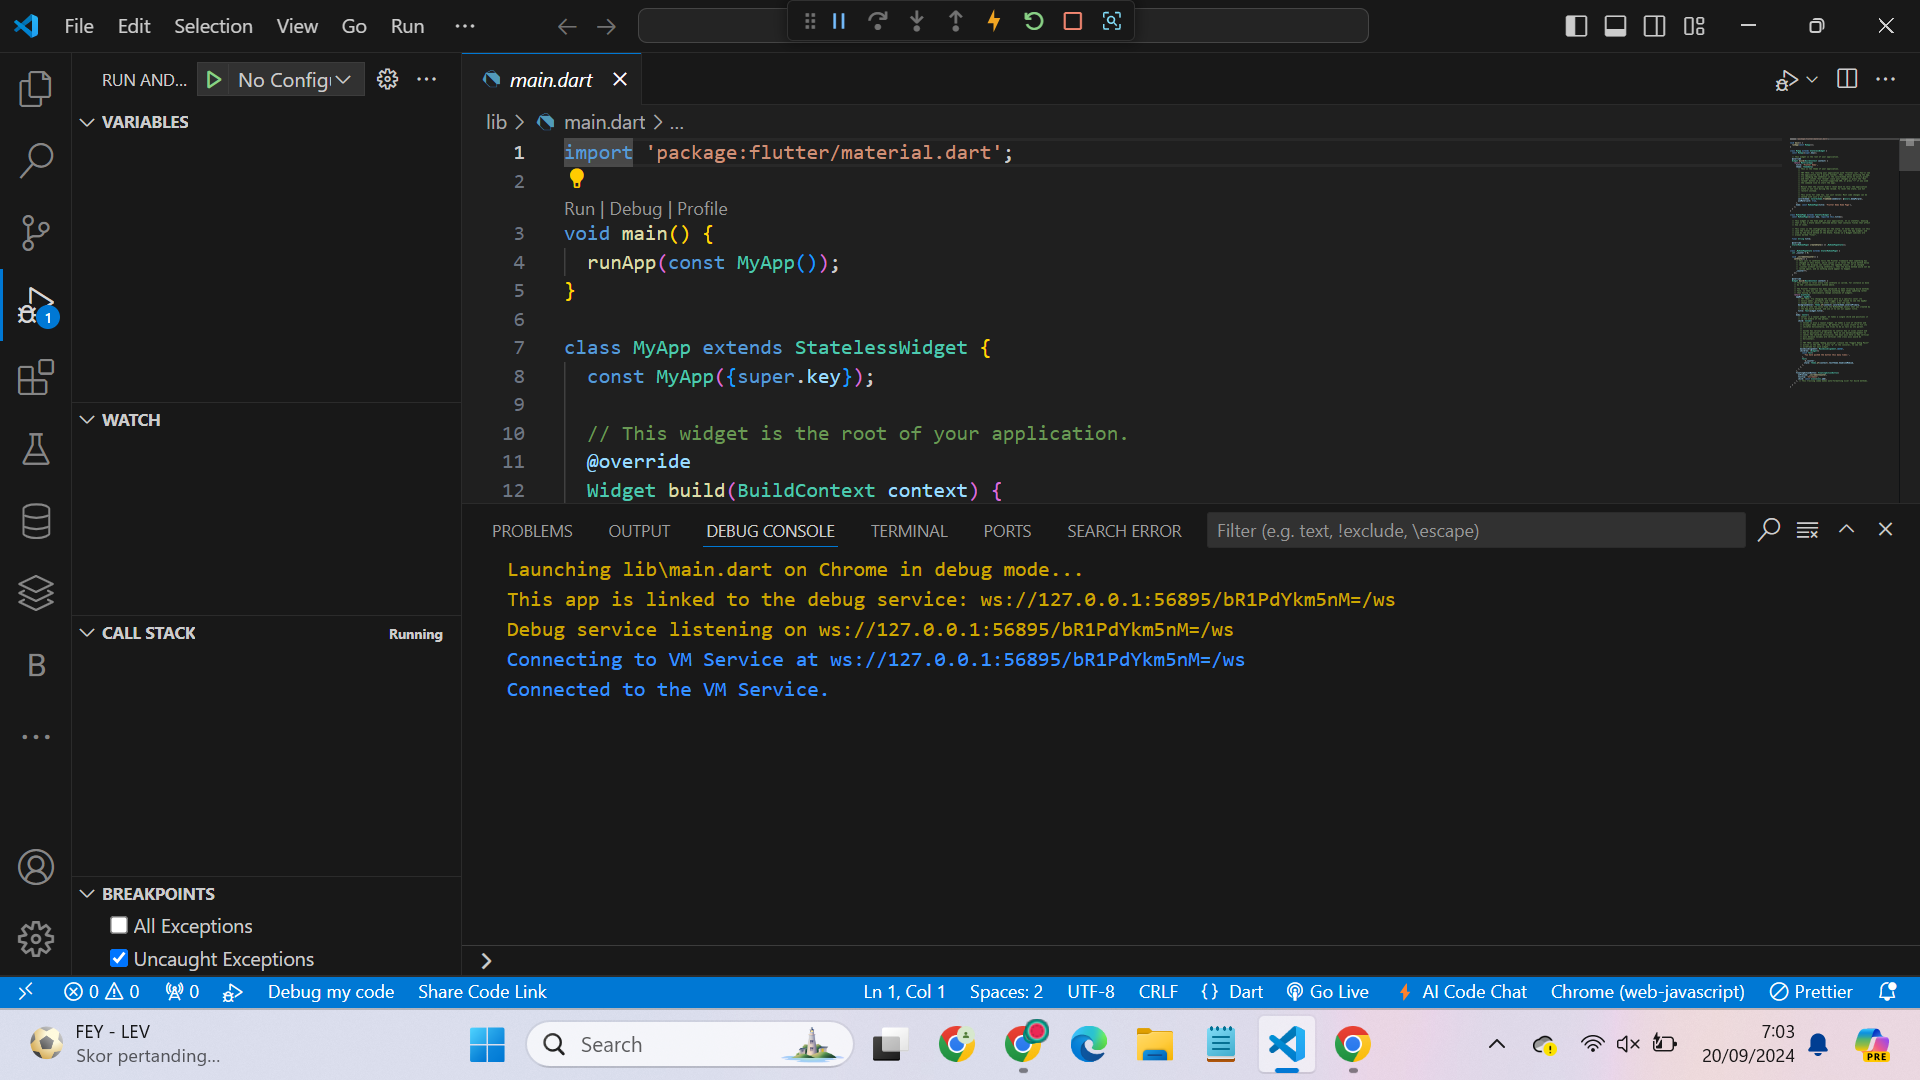 File Edit Selection View Go Run
RUN AND... No Config
VARIABLES
WATCH
CALL STACK Running
BREAKPOINTS
All Exceptions
Uncaught Exceptions
1
B
main.dart
lib > main.dart > ...
1 import 'package:flutter/material.dart';
2
Run | Debug | Profile
3 void main() {
4 runApp(const MyApp());
5 }
6
7 class MyApp extends StatelessWidget {
8 const MyApp({super.key});
9
10 // This widget is the root of your application.
11 @override
12 Widget build(BuildContext context) {
PROBLEMS OUTPUT DEBUG CONSOLE TERMINAL PORTS SEARCH ERROR Filter (e.g. text, !exclude, \escape)
Launching lib\main.dart on Chrome in debug mode...
This app is linked to the debug service: ws://127.0.0.1:56895/bR1PdYkm5nM=/ws
Debug service listening on ws://127.0.0.1:56895/bR1PdYkm5nM=/ws
Connecting to VM Service at ws://127.0.0.1:56895/bR1PdYkm5nM=/ws
Connected to the VM Service.
0 0 0 Debug my code Share Code Link Ln 1, Col 1 Spaces: 2 UTF-8 CRLF {} Dart Go Live AI Code Chat Chrome (web-javascript) Prettier
FEY - LEV
Skor pertanding...
Search
7:03
20/09/2024
PRE